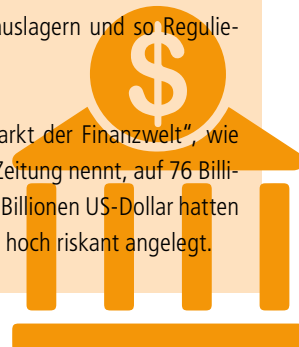 auslagern und so Regulie-
arkt der Finanzwelt“, wie
Zeitung nennt, auf 76 Billi-
Billionen US-Dollar hatten
hoch riskant angelegt.
$